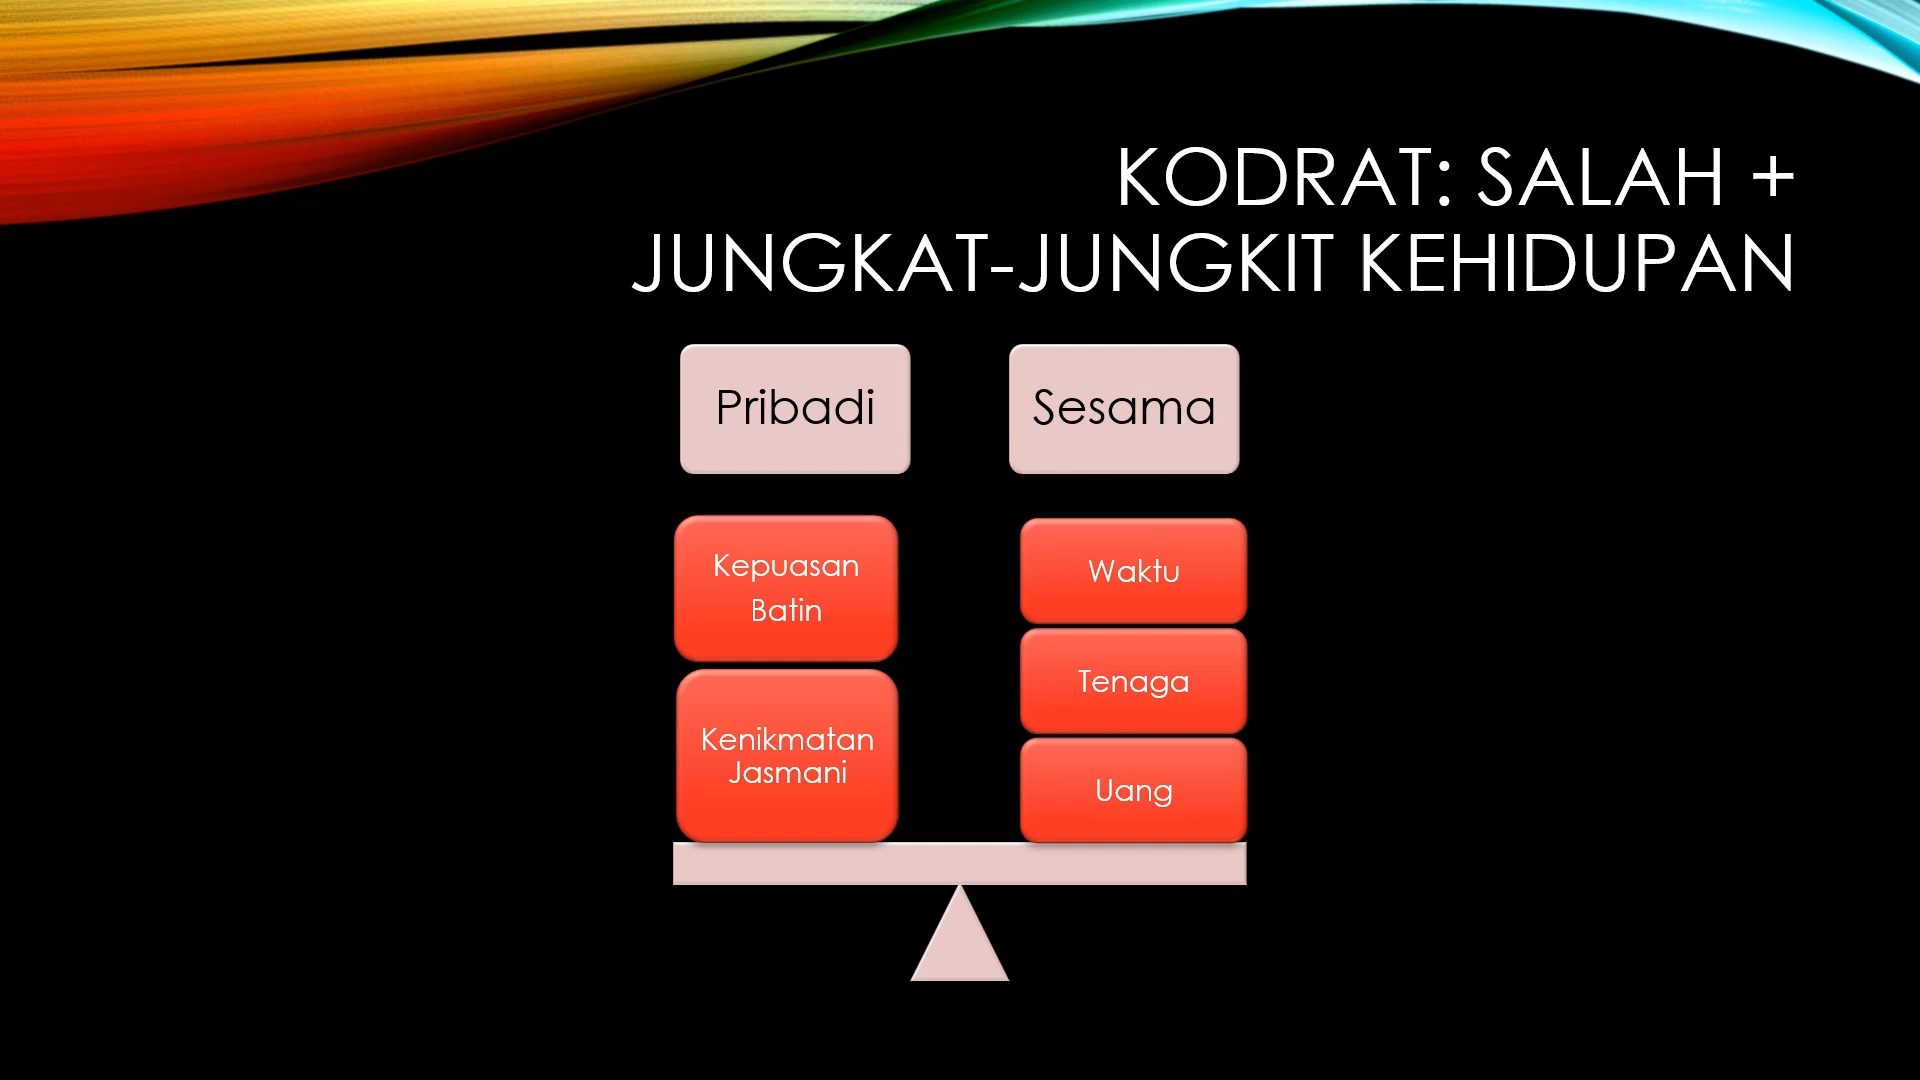 KODRAT: SALAH +
JUNGKAT-JUNGKIT KEHIDUPAN
Pribadi
Sesama
Kepuasan
Batin
Kenikmatan
Jasmani
Waktu
Tenaga
Uang